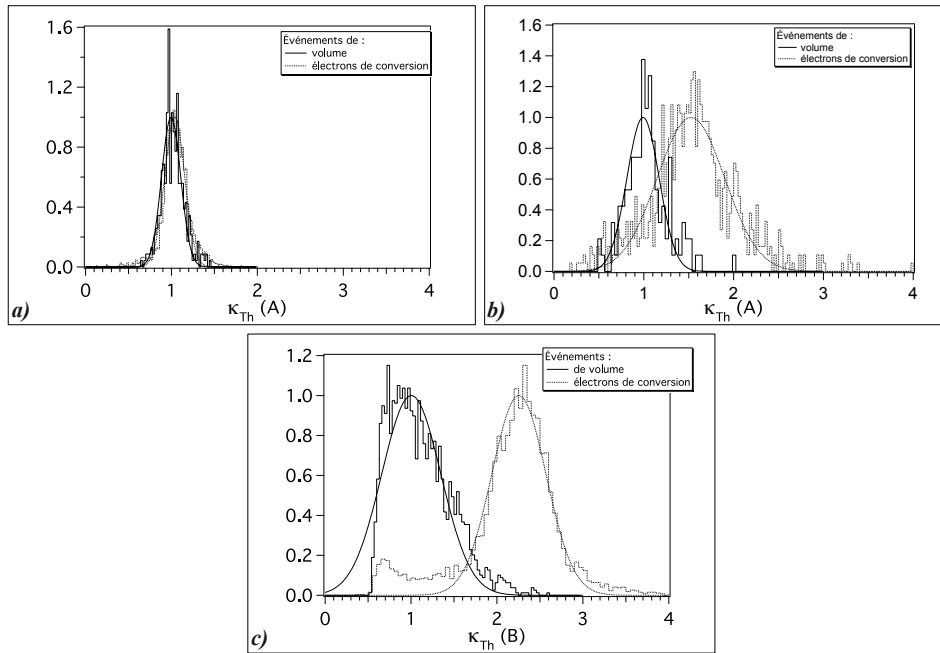 1.6
1.2
0.8
0.4
0.0
0
1
2
3
4
Événements de :
volume
électrons de conversion
κTh (A)
a)
1.6
1.4
1.2
1.0
0.8
0.6
0.4
0.2
0.0
0
1
2
3
4
Événements de :
volume
électrons de conversion
κTh (A)
b)
1.2
1.0
0.8
0.6
0.4
0.2
0.0
0
1
2
3
4
Événements :
de volume
électrons de conversion
κTh (B)
c)